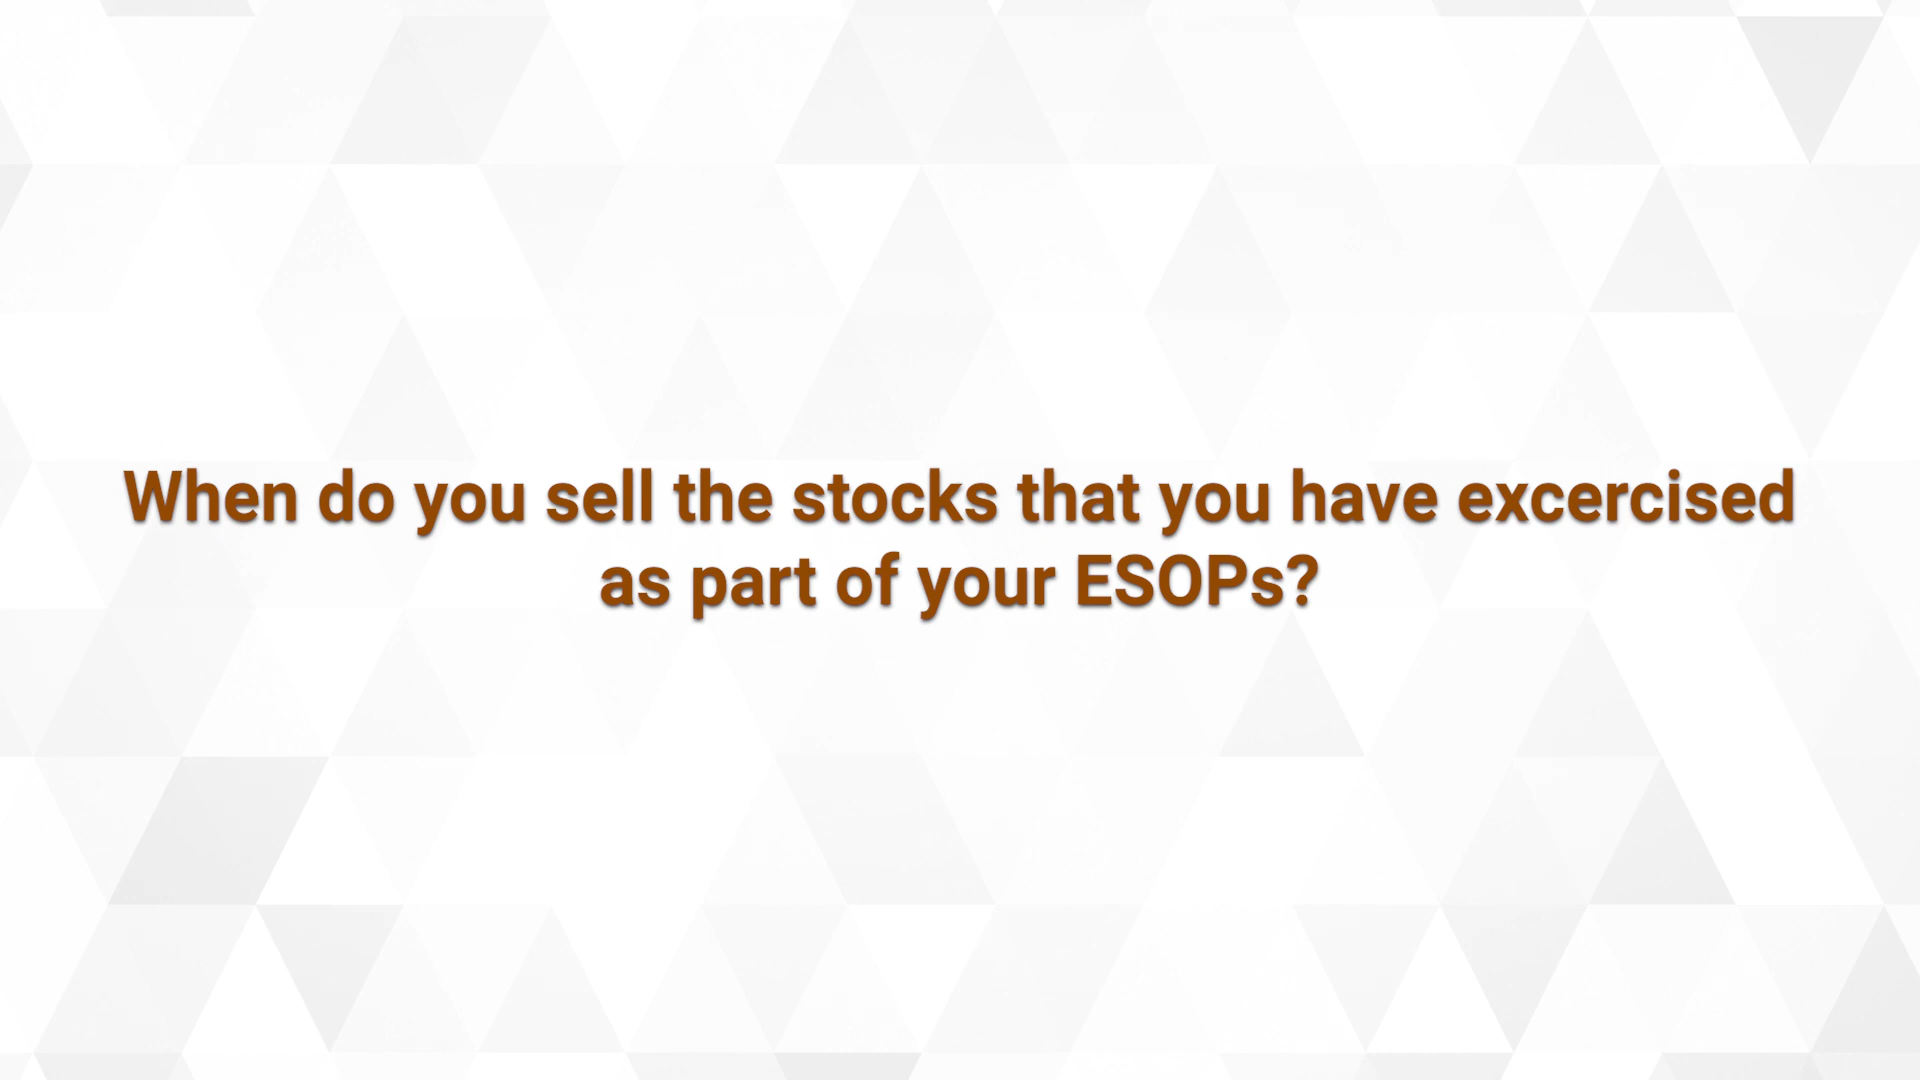 When do you sell the stocks that you have excercised
as part of your ESOPs?